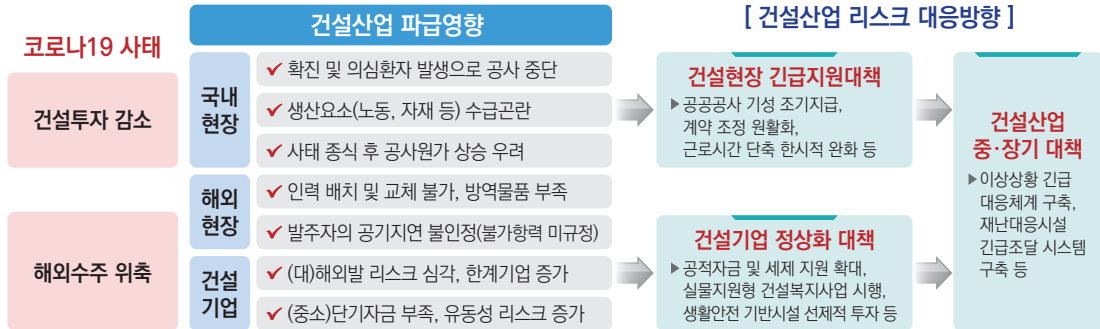 코로나19 사태
건설투자 감소
해외수주 위축
건설산업 파급영향
국내
현장
✔ 확진 및 의심환자 발생으로 공사 중단
✔ 생산요소(노동, 자재 등) 수급곤란
✔ 사태 종식 후 공사원가 상승 우려
해외
현장
✔ 인력 배치 및 교체 불가, 방역물품 부족
✔ 발주자의 공기지연 불인정(불가항력 미규정)
건설
기업
✔ (대)해외발 리스크 심각, 한계기업 증가
✔ (중소)단기자금 부족, 유동성 리스크 증가
[ 건설산업 리스크 대응방향 ]
건설현장 긴급지원대책
▶공공공사 기성 조기지급,
계약 조정 원활화,
근로시간 단축 한시적 완화 등
건설기업 정상화 대책
▶공적자금 및 세제 지원 확대,
실물지원형 건설복지사업 시행,
생활안전 기반시설 선제적 투자 등
건설산업
중·장기 대책
▶이상상황 긴급
대응체계 구축,
재난대응시설
긴급조달 시스템
구축 등